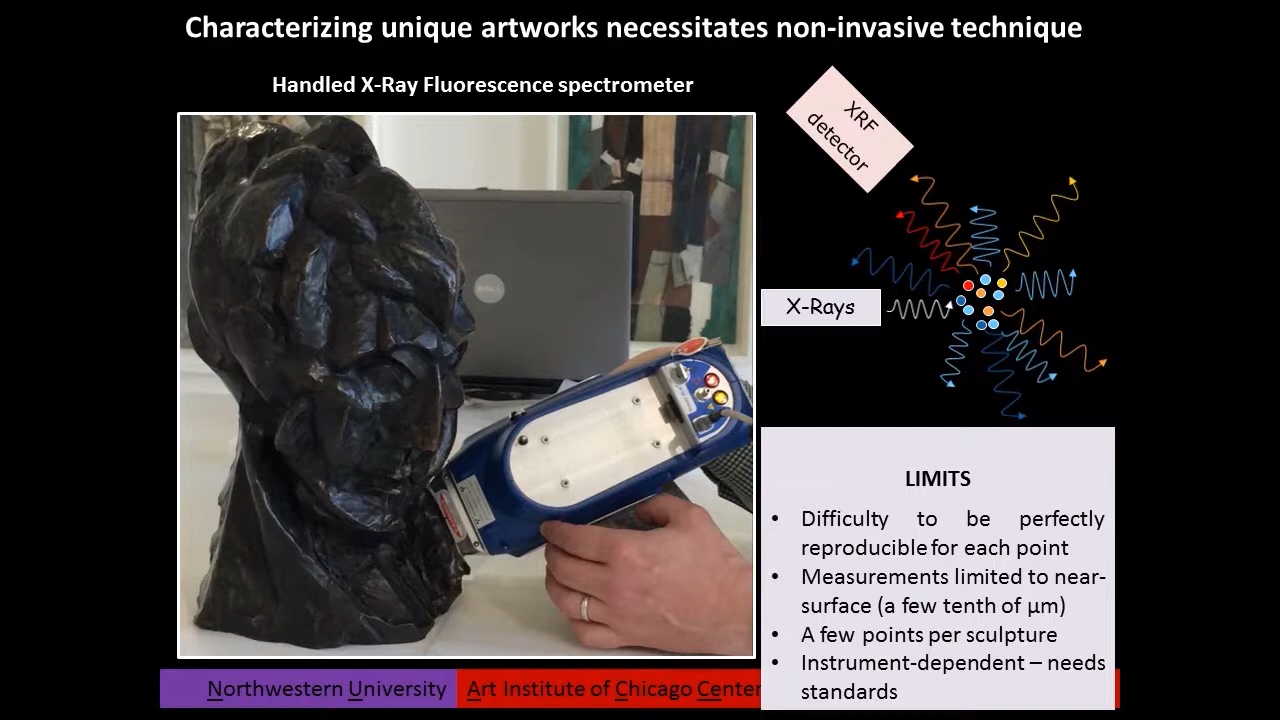 Characterizing unique artworks necessitates non-invasive technique
Handled X-Ray Fluorescence spectrometer
XRF
detector
X-Rays
LIMITS
• Difficulty to be perfectly
reproducible for each point
• Measurements limited to near-
surface (a few tenth of µm)
• A few points per sculpture
• Instrument-dependent – needs
standards
Northwestern University
Art Institute of Chicago Center